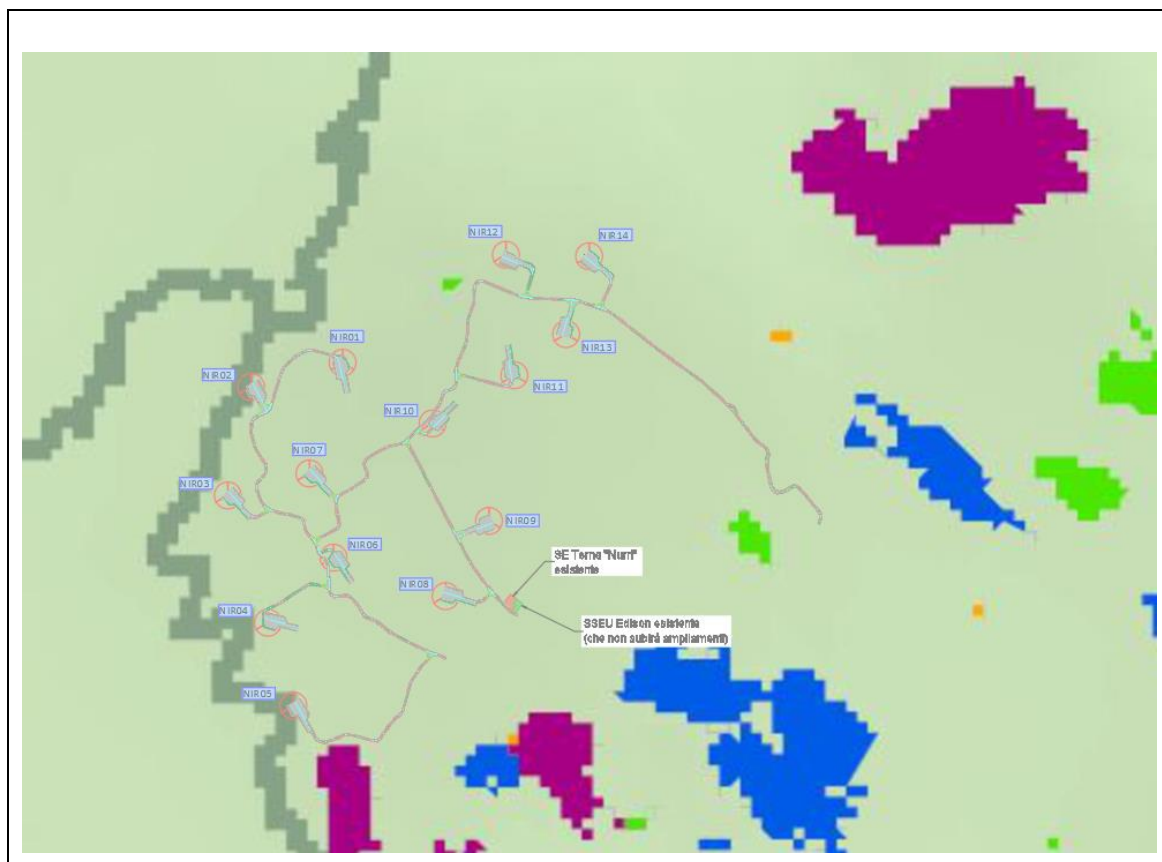 NIR12
NIR14
NIR01
NIR13
NIR02
NIR11
NIR10
NIR07
NIR03
NIR09
NIR06
SE Terna "Nurri"
esistente
NIR08
NIR04
SSEU Edison esistente
(che non subirà ampliamenti)
NIR05